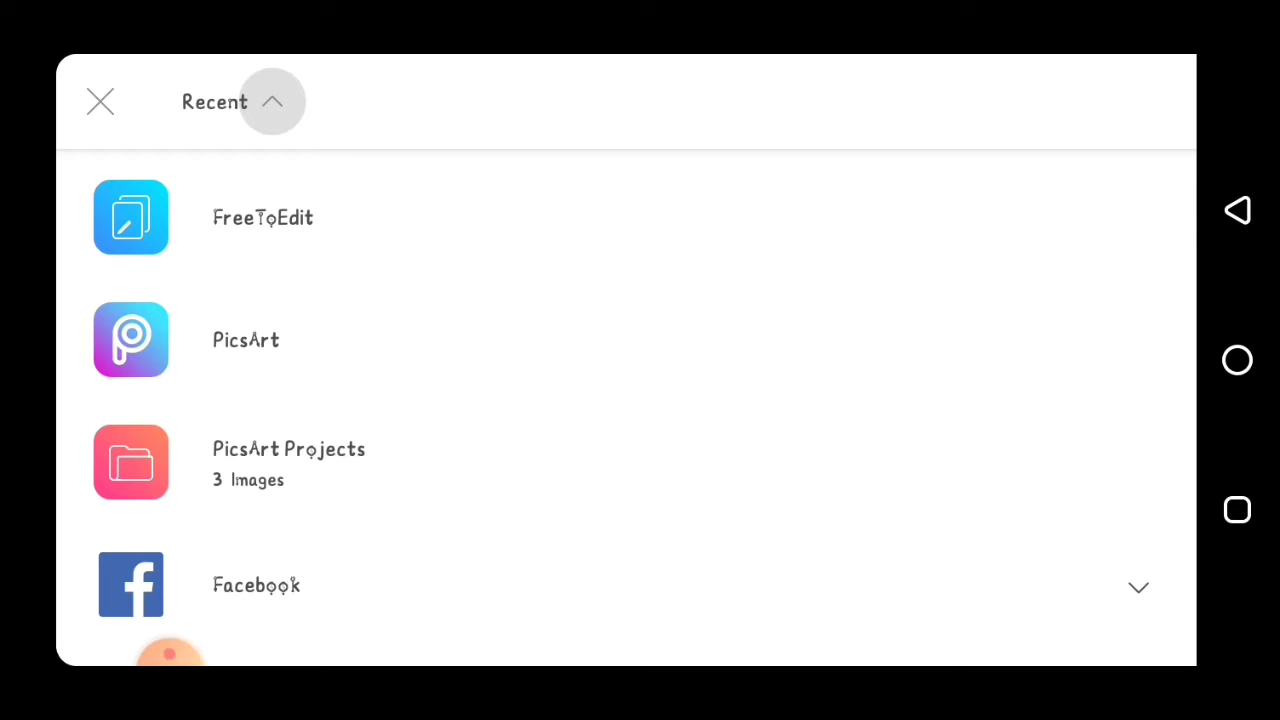 Recent
FreeToEdit
PicsArt
PicsArt Projects
3 Images
Facebook